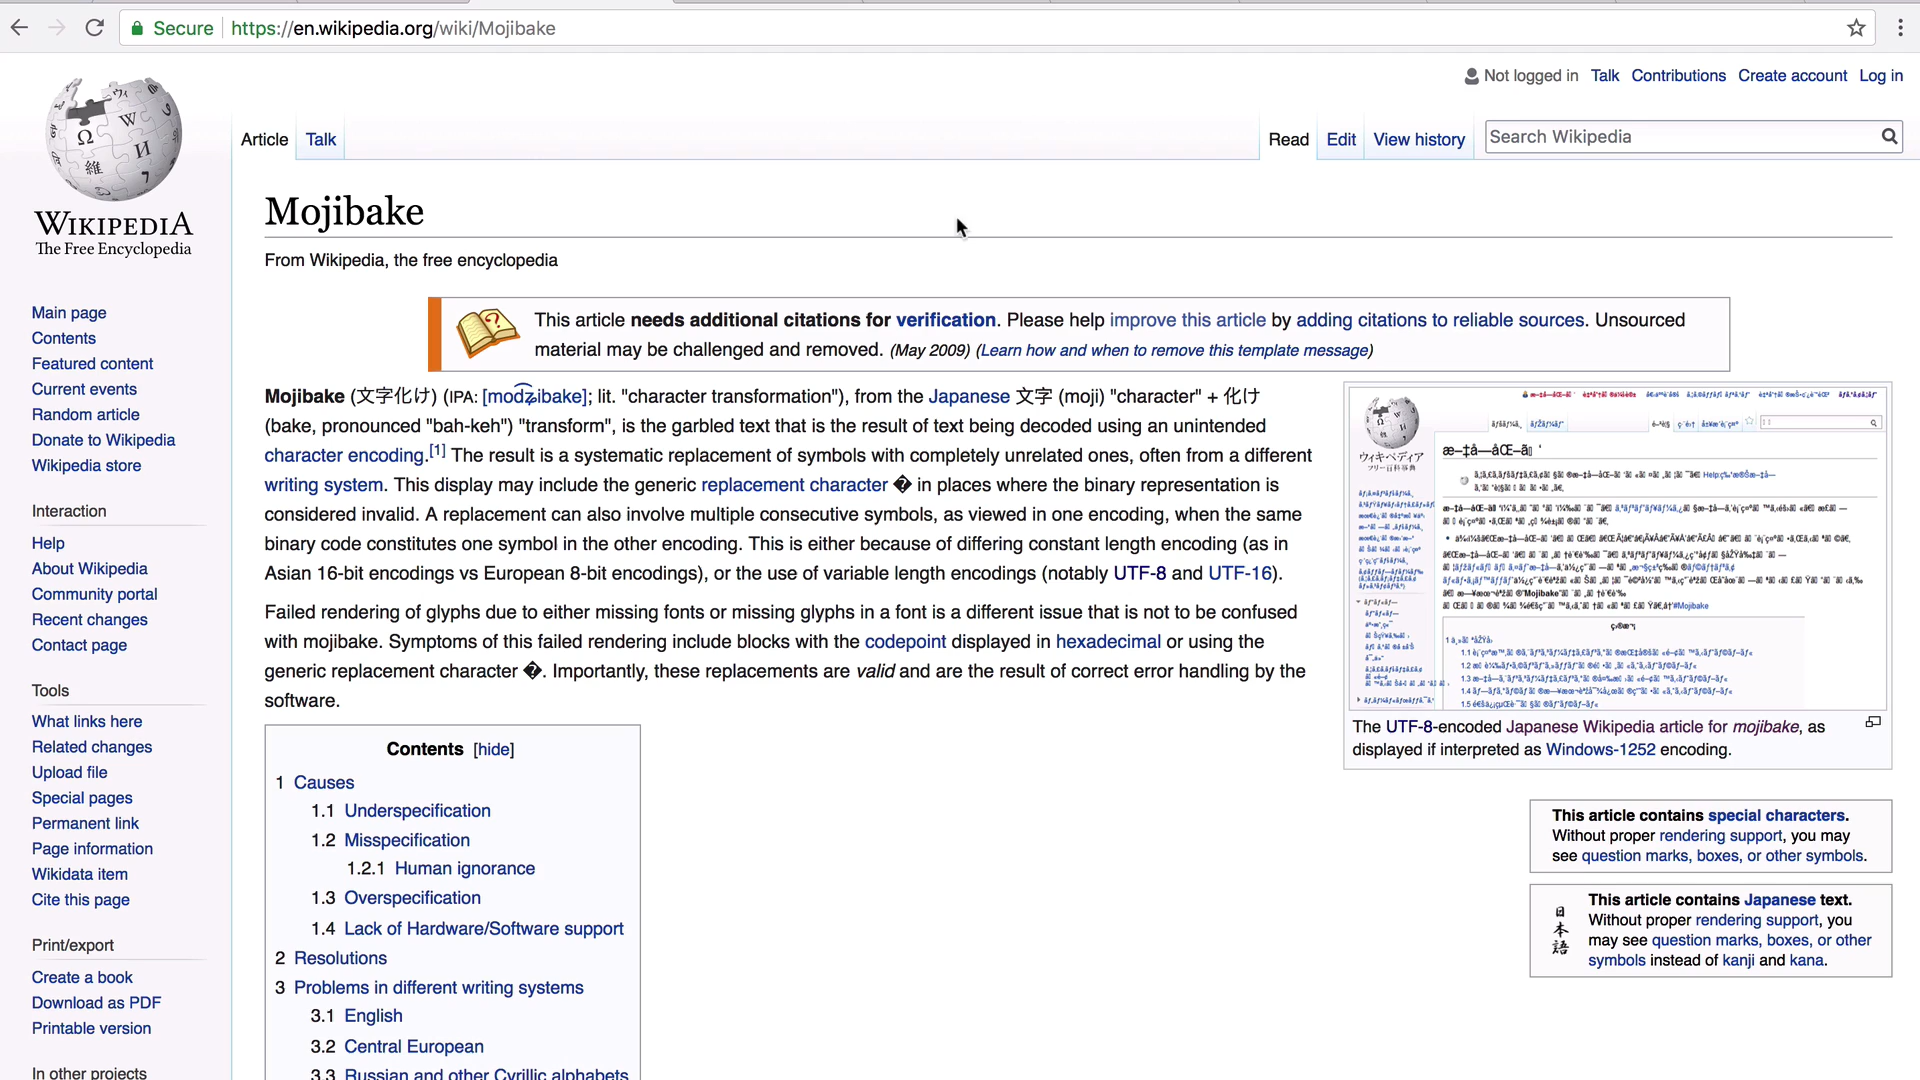 Secure https://en.wikipedia.org/wiki/Mojibake
Not logged in Talk Contributions Create account Log in
Article Talk Read Edit View history Search Wikipedia
WIKIPEDIA
The Free Encyclopedia
Mojibake
From Wikipedia, the free encyclopedia
This article needs additional citations for verification. Please help improve this article by adding citations to reliable sources. Unsourced
material may be challenged and removed. (May 2009) (Learn how and when to remove this template message)
Mojibake (文字化け) (IPA: [mod͡ʑibake]; lit. "character transformation"), from the Japanese 文字 (moji) "character" + 化け
(bake, pronounced "bah-keh") "transform", is the garbled text that is the result of text being decoded using an unintended
character encoding.[1] The result is a systematic replacement of symbols with completely unrelated ones, often from a different
writing system. This display may include the generic replacement character � in places where the binary representation is
considered invalid. A replacement can also involve multiple consecutive symbols, as viewed in one encoding, when the same
binary code constitutes one symbol in the other encoding. This is either because of differing constant length encoding (as in
Asian 16-bit encodings vs European 8-bit encodings), or the use of variable length encodings (notably UTF-8 and UTF-16).
Failed rendering of glyphs due to either missing fonts or missing glyphs in a font is a different issue that is not to be confused
with mojibake. Symptoms of this failed rendering include blocks with the codepoint displayed in hexadecimal or using the
generic replacement character �. Importantly, these replacements are valid and are the result of correct error handling by the
software.
Contents [hide]
1 Causes
1.1 Underspecification
1.2 Misspecification
1.2.1 Human ignorance
1.3 Overspecification
1.4 Lack of Hardware/Software support
2 Resolutions
3 Problems in different writing systems
3.1 English
3.2 Central European
3.3 Russian and other Cyrillic alphabets
ウィキペディア
フリー百科事典
The UTF-8-encoded Japanese Wikipedia article for mojibake, as
displayed if interpreted as Windows-1252 encoding.
This article contains special characters.
Without proper rendering support, you may
see question marks, boxes, or other symbols.
日本語
This article contains Japanese text.
Without proper rendering support, you
may see question marks, boxes, or other
symbols instead of kanji and kana.
Main page
Contents
Featured content
Current events
Random article
Donate to Wikipedia
Wikipedia store
Interaction
Help
About Wikipedia
Community portal
Recent changes
Contact page
Tools
What links here
Related changes
Upload file
Special pages
Permanent link
Page information
Wikidata item
Cite this page
Print/export
Create a book
Download as PDF
Printable version
In other projects